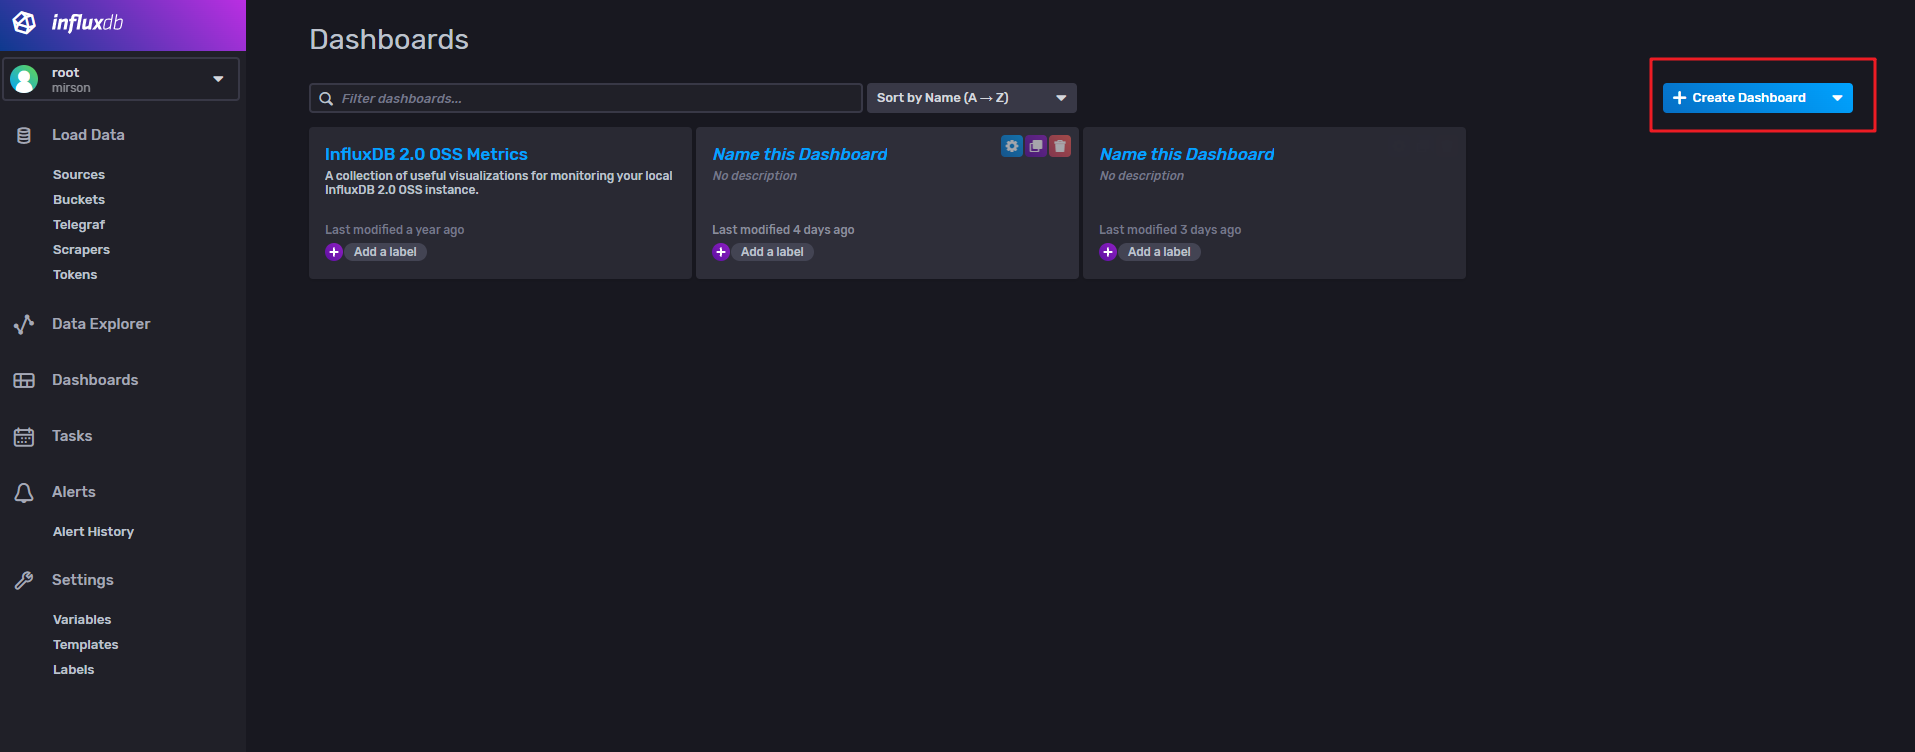 influxdb
root
mirson
Load Data
Sources
Buckets
Telegraf
Scrapers
Tokens
Data Explorer
Dashboards
Tasks
Alerts
Alert History
Settings
Variables
Templates
Labels
Dashboards
Filter dashboards...
Sort by Name (A → Z)
Create Dashboard
InfluxDB 2.0 OSS Metrics
A collection of useful visualizations for monitoring your local
InfluxDB 2.0 OSS instance.
Last modified a year ago
Add a label
Name this Dashboard
No description
Last modified 4 days ago
Add a label
Name this Dashboard
No description
Last modified 3 days ago
Add a label